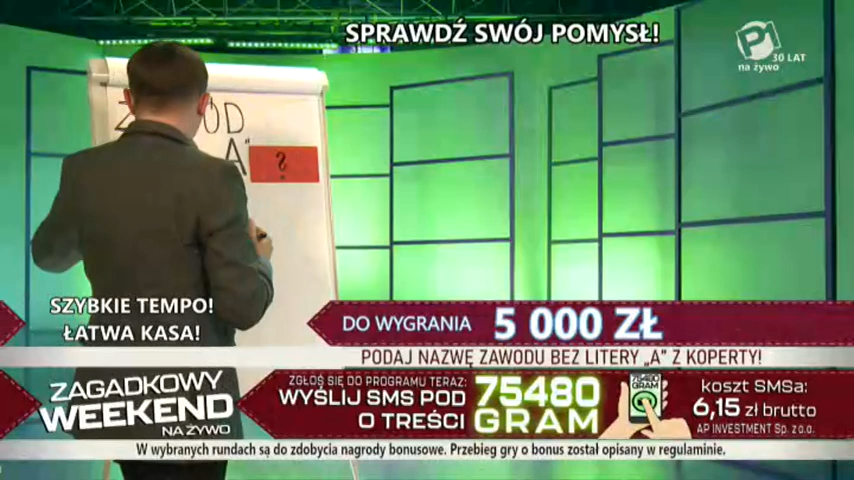 SPRAWDŹ SWÓJ POMYSŁ!
30 LAT
na żywo
Z OD
A"
?
SZYBKIE TEMPO!
ŁATWA KASA!
DO WYGRANIA 5 000 ZŁ
PODAJ NAZWĘ ZAWODU BEZ LITERY „A” Z KOPERTY!
ZAGADKOWY
WEEKEND
NA ŻYWO
ZGŁOŚ SIĘ DO PROGRAMU TERAZ:
WYŚLIJ SMS POD 75480
O TREŚCI GRAM
75480
GRAM
koszt SMSa:
6,15 zł brutto
AP INVESTMENT Sp. z o.o.
W wybranych rundach są do zdobycia nagrody bonusowe. Przebieg gry o bonus został opisany w regulaminie.